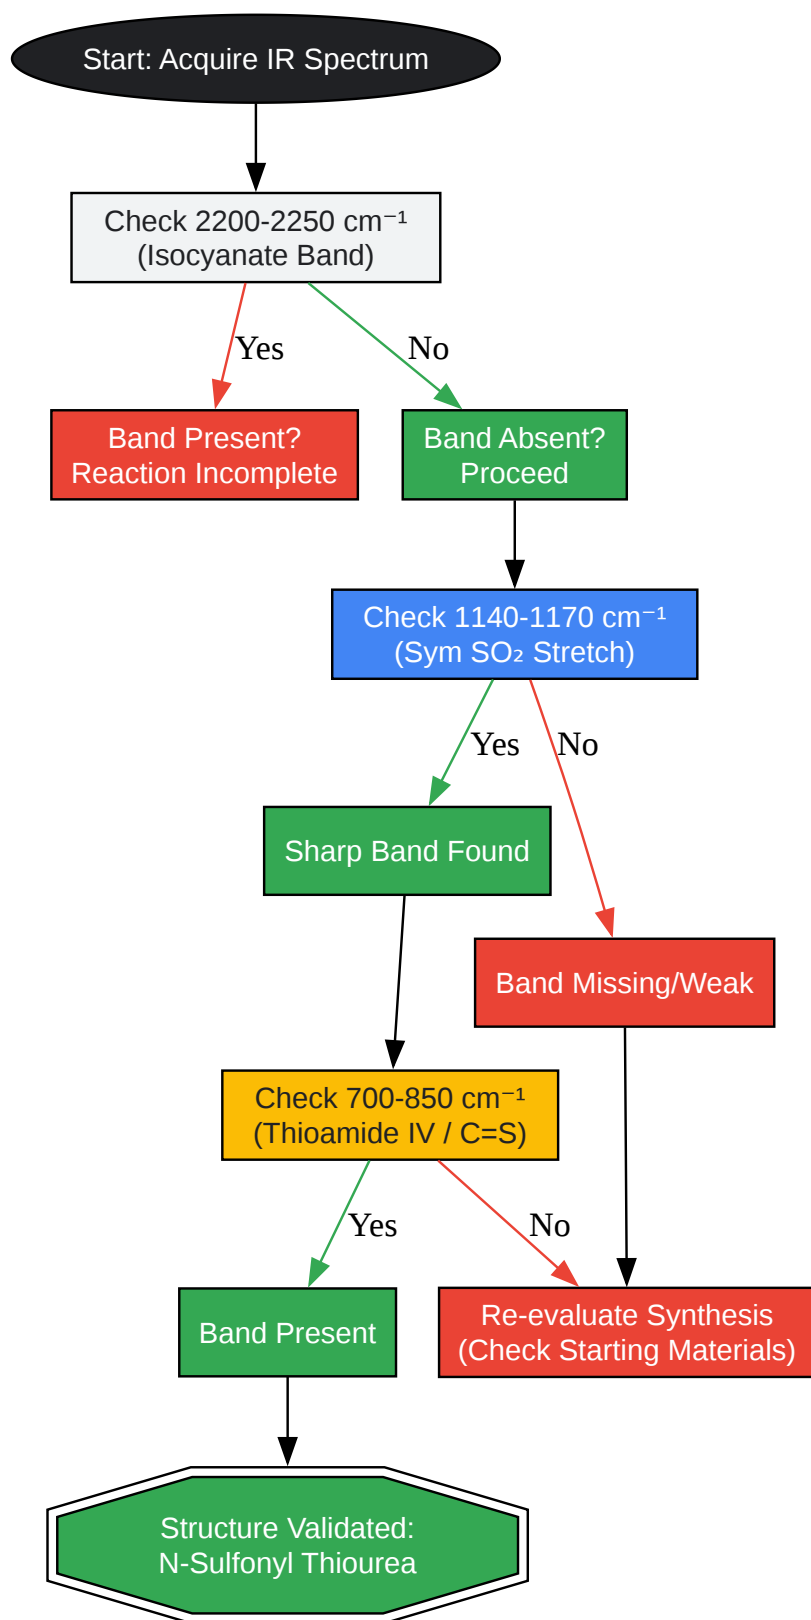 Start: Acquire IR Spectrum
Check 2200-2250 cm⁻¹
(Isocyanate Band)
Yes
No
Band Present?
Reaction Incomplete
Band Absent?
Proceed
Check 1140-1170 cm⁻¹
(Sym SO₂ Stretch)
Yes
No
Sharp Band Found
Band Missing/Weak
Check 700-850 cm⁻¹
(Thioamide IV / C=S)
Yes
No
Band Present
Re-evaluate Synthesis
(Check Starting Materials)
Structure Validated:
N-Sulfonyl Thiourea